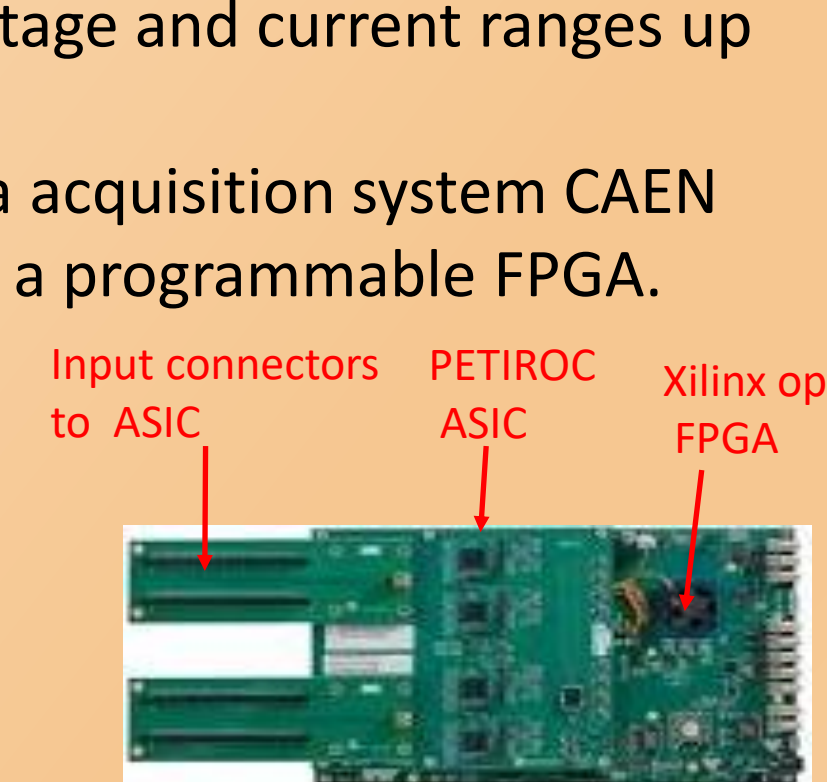 tage and current ranges up
a acquisition system CAEN
a programmable FPGA.
Input connectors
to ASIC
PETIROC
ASIC
Xilinx op
FPGA